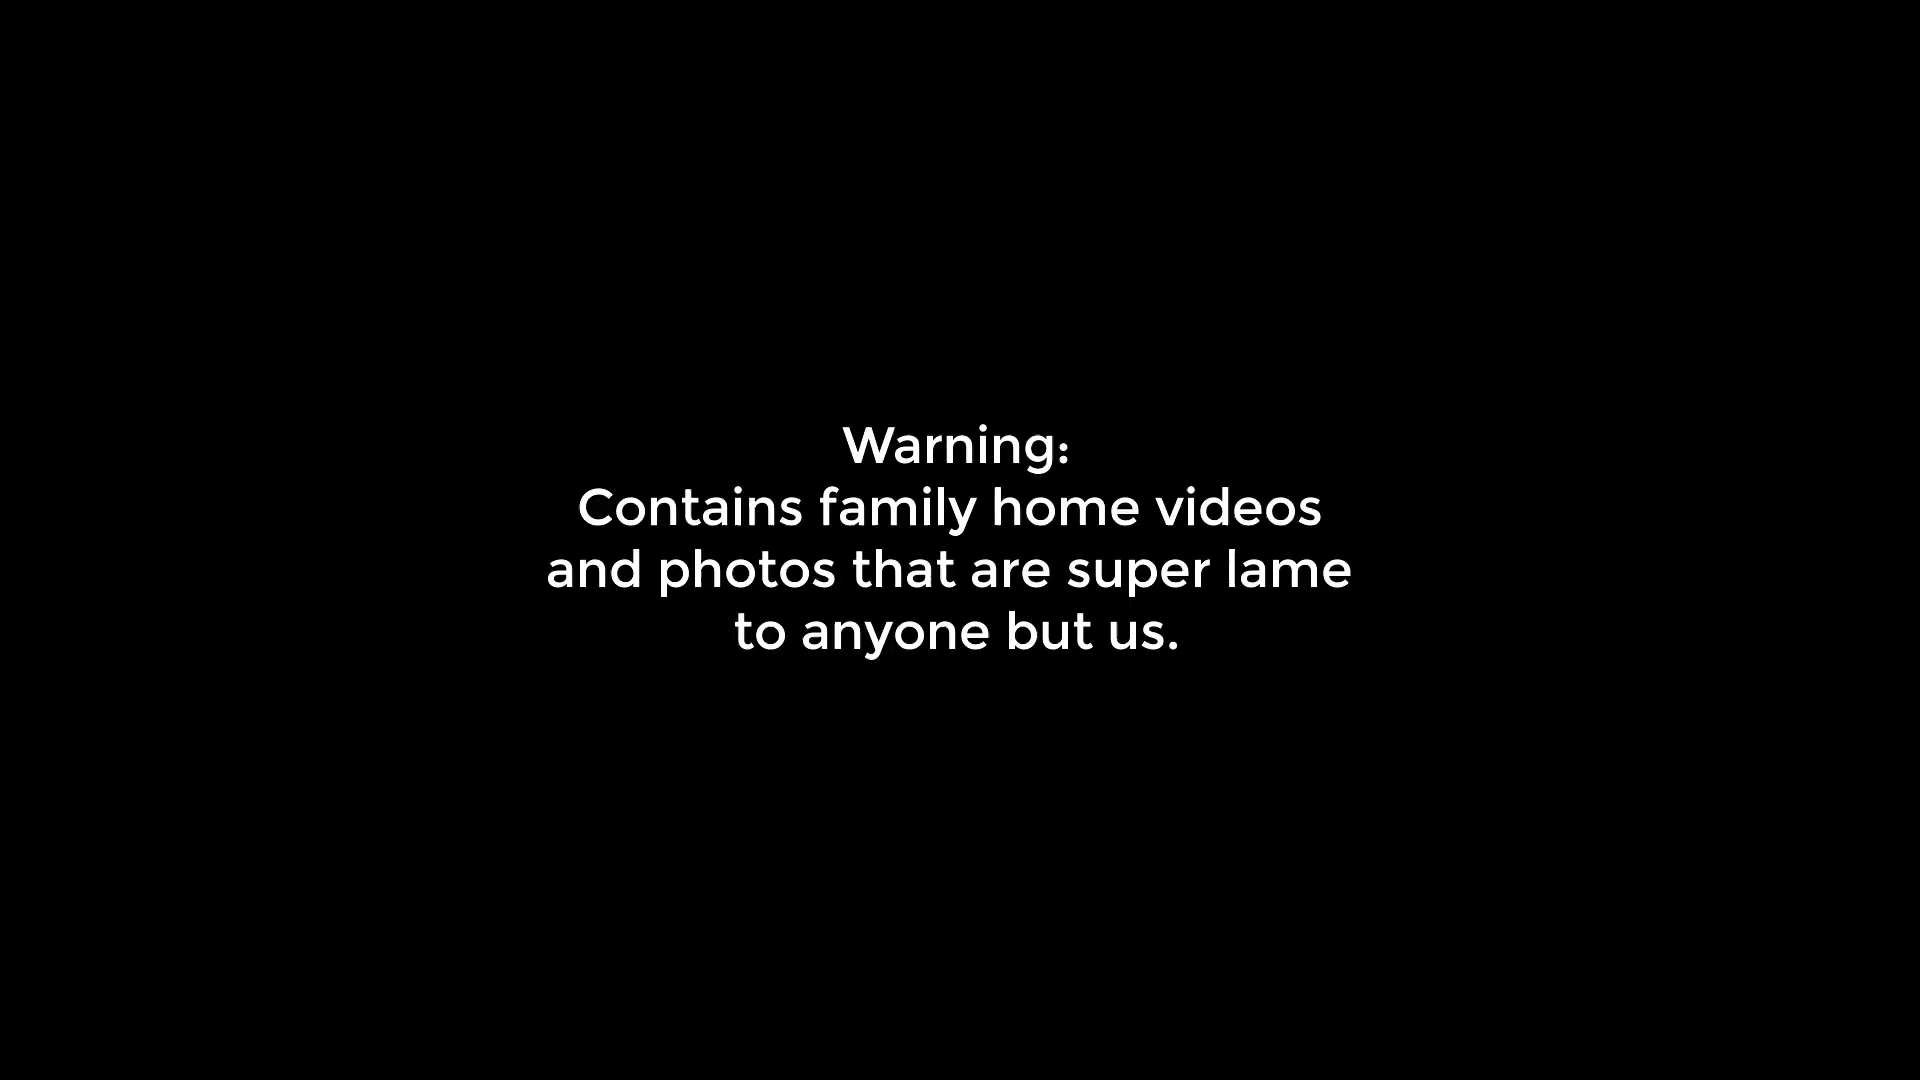 Warning:
Contains family home videos
and photos that are super lame
to anyone but us.